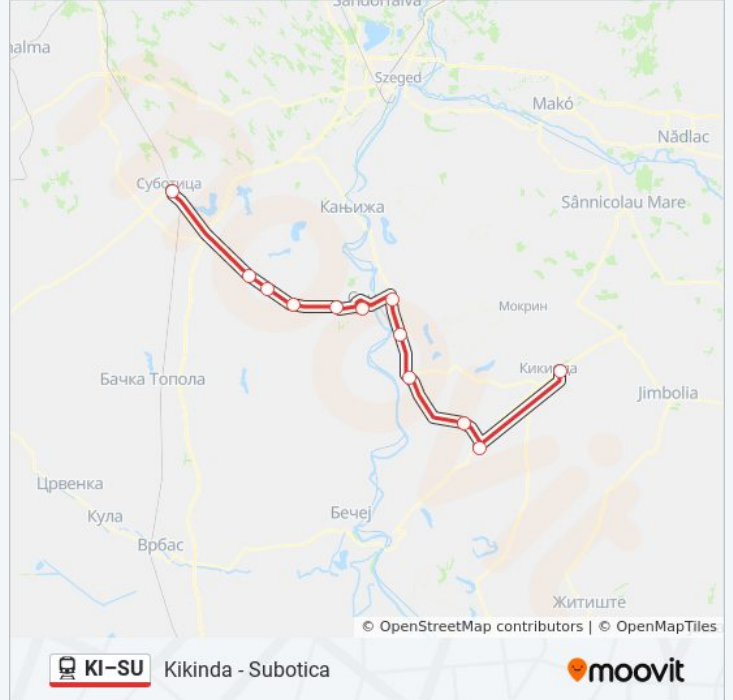 Sándorfalva
halma
Szeged
Makó
Nădlac
Суботица
Кањижа
Sânnicolau Mare
Мокрин
Кикинда
Бачка Топола
Jimbolia
Црвенка
Бечеј
Кула
Врбас
Житиште
© OpenStreetMap contributors | © OpenMapTiles
KI–SU Kikinda - Subotica
moovit